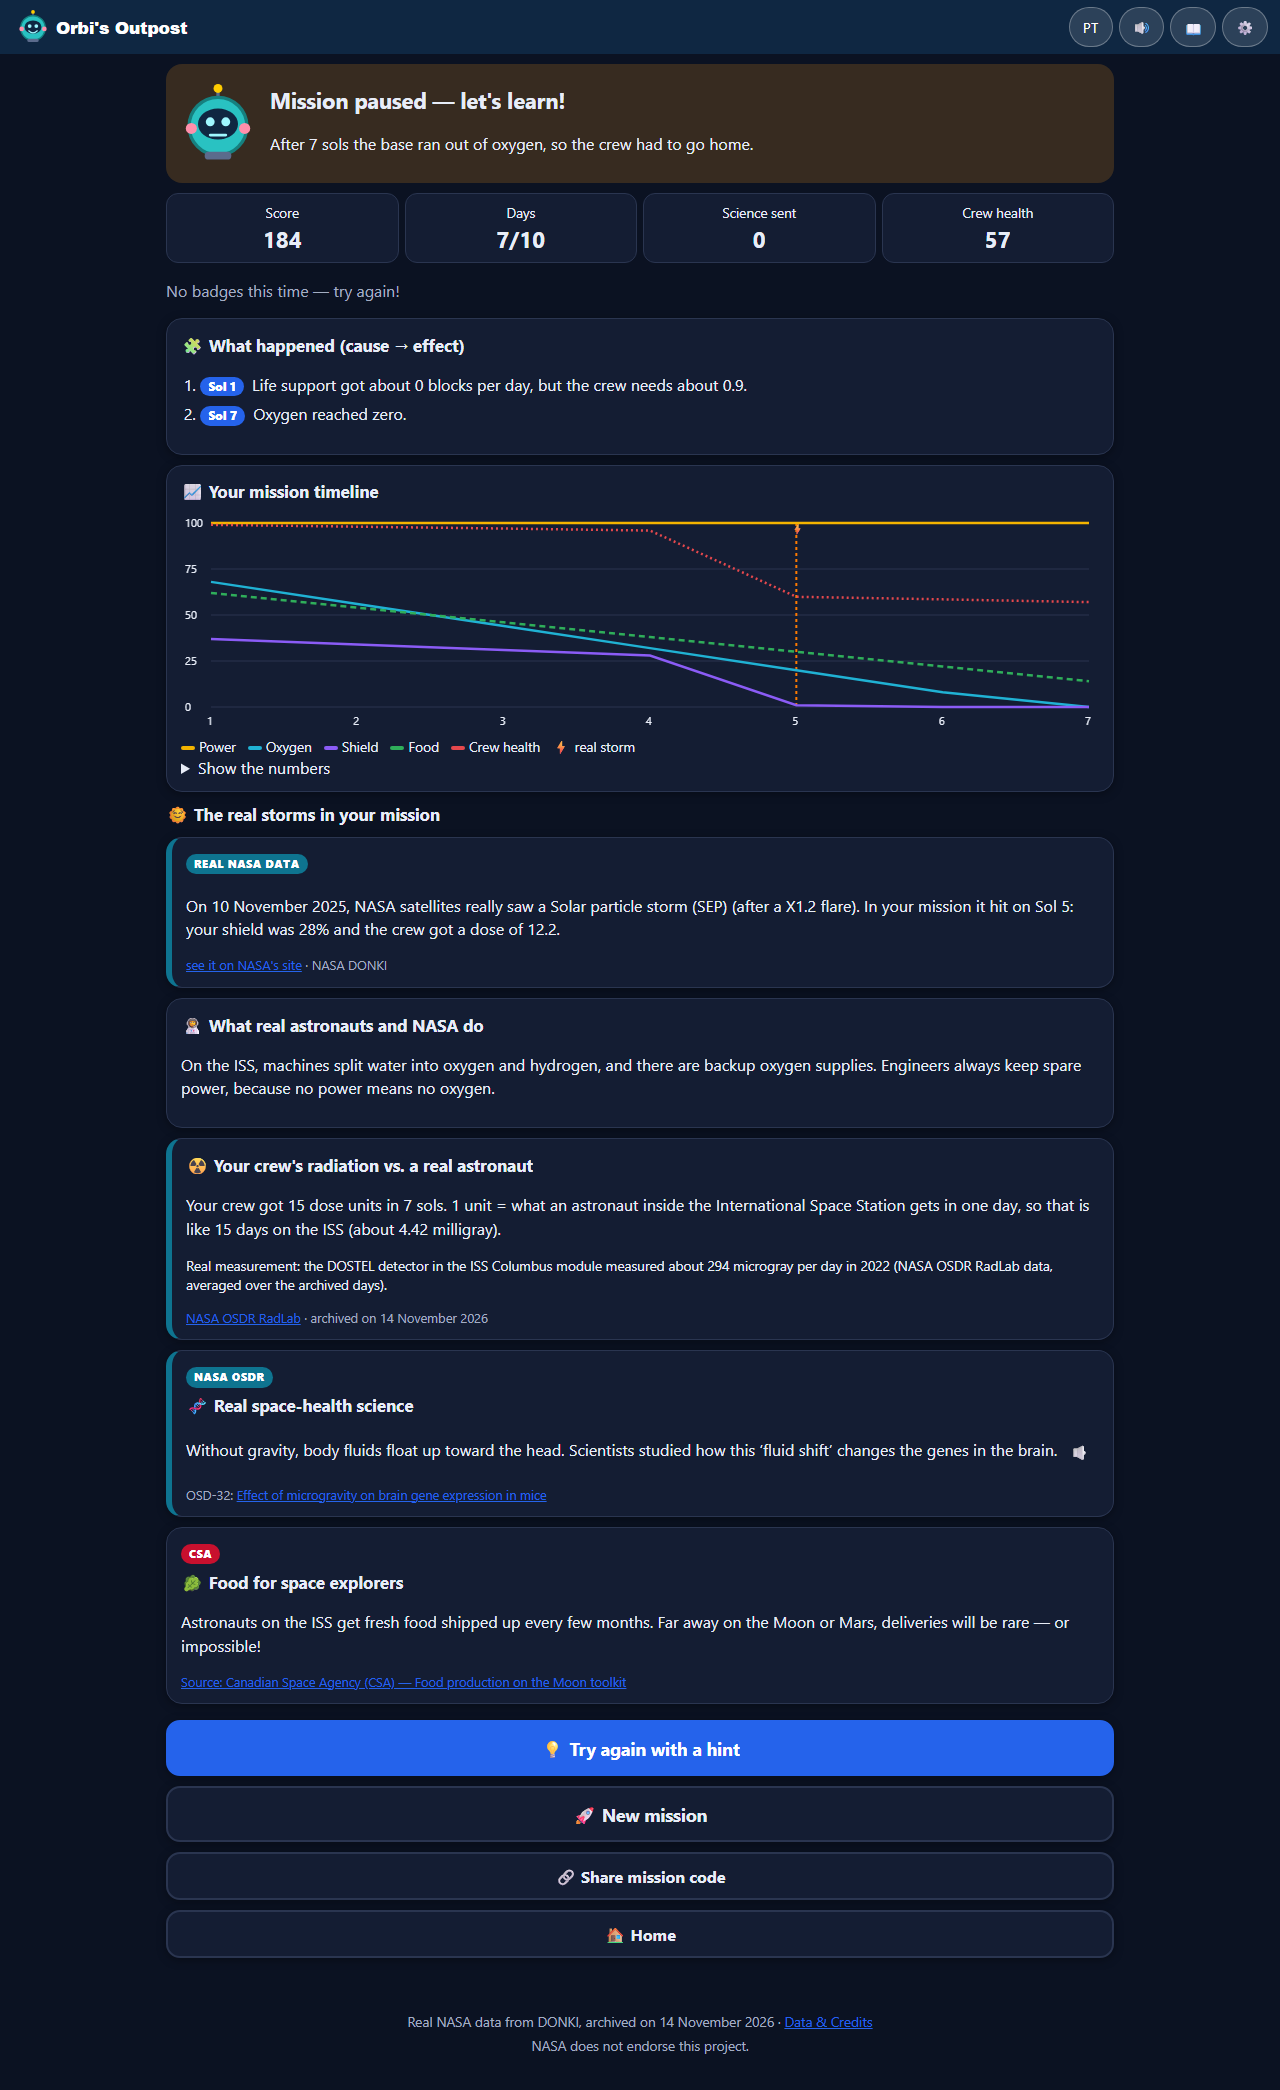 Orbi's Outpost
PT
Mission paused — let's learn!
After 7 sols the base ran out of oxygen, so the crew had to go home.
Score
184
Days
7/10
Science sent
0
Crew health
57
No badges this time — try again!
What happened (cause → effect)
1. Sol 1 Life support got about 0 blocks per day, but the crew needs about 0.9.
2. Sol 7 Oxygen reached zero.
Your mission timeline
100
75
50
25
0
1 2 3 4 5 6 7
Power Oxygen Shield Food Crew health real storm
Show the numbers
The real storms in your mission
REAL NASA DATA
On 10 November 2025, NASA satellites really saw a Solar particle storm (SEP) (after a X1.2 flare). In your mission it hit on Sol 5:
your shield was 28% and the crew got a dose of 12.2.
see it on NASA's site · NASA DONKI
What real astronauts and NASA do
On the ISS, machines split water into oxygen and hydrogen, and there are backup oxygen supplies. Engineers always keep spare
power, because no power means no oxygen.
Your crew's radiation vs. a real astronaut
Your crew got 15 dose units in 7 sols. 1 unit = what an astronaut inside the International Space Station gets in one day, so that is
like 15 days on the ISS (about 4.42 milligray).
Real measurement: the DOSTEL detector in the ISS Columbus module measured about 294 microgray per day in 2022 (NASA OSDR RadLab data,
averaged over the archived days).
NASA OSDR RadLab · archived on 14 November 2026
NASA OSDR
Real space-health science
Without gravity, body fluids float up toward the head. Scientists studied how this ‘fluid shift’ changes the genes in the brain.
OSD-32: Effect of microgravity on brain gene expression in mice
CSA
Food for space explorers
Astronauts on the ISS get fresh food shipped up every few months. Far away on the Moon or Mars, deliveries will be rare — or
impossible!
Source: Canadian Space Agency (CSA) — Food production on the Moon toolkit
Try again with a hint
New mission
Share mission code
Home
Real NASA data from DONKI, archived on 14 November 2026 · Data & Credits
NASA does not endorse this project.